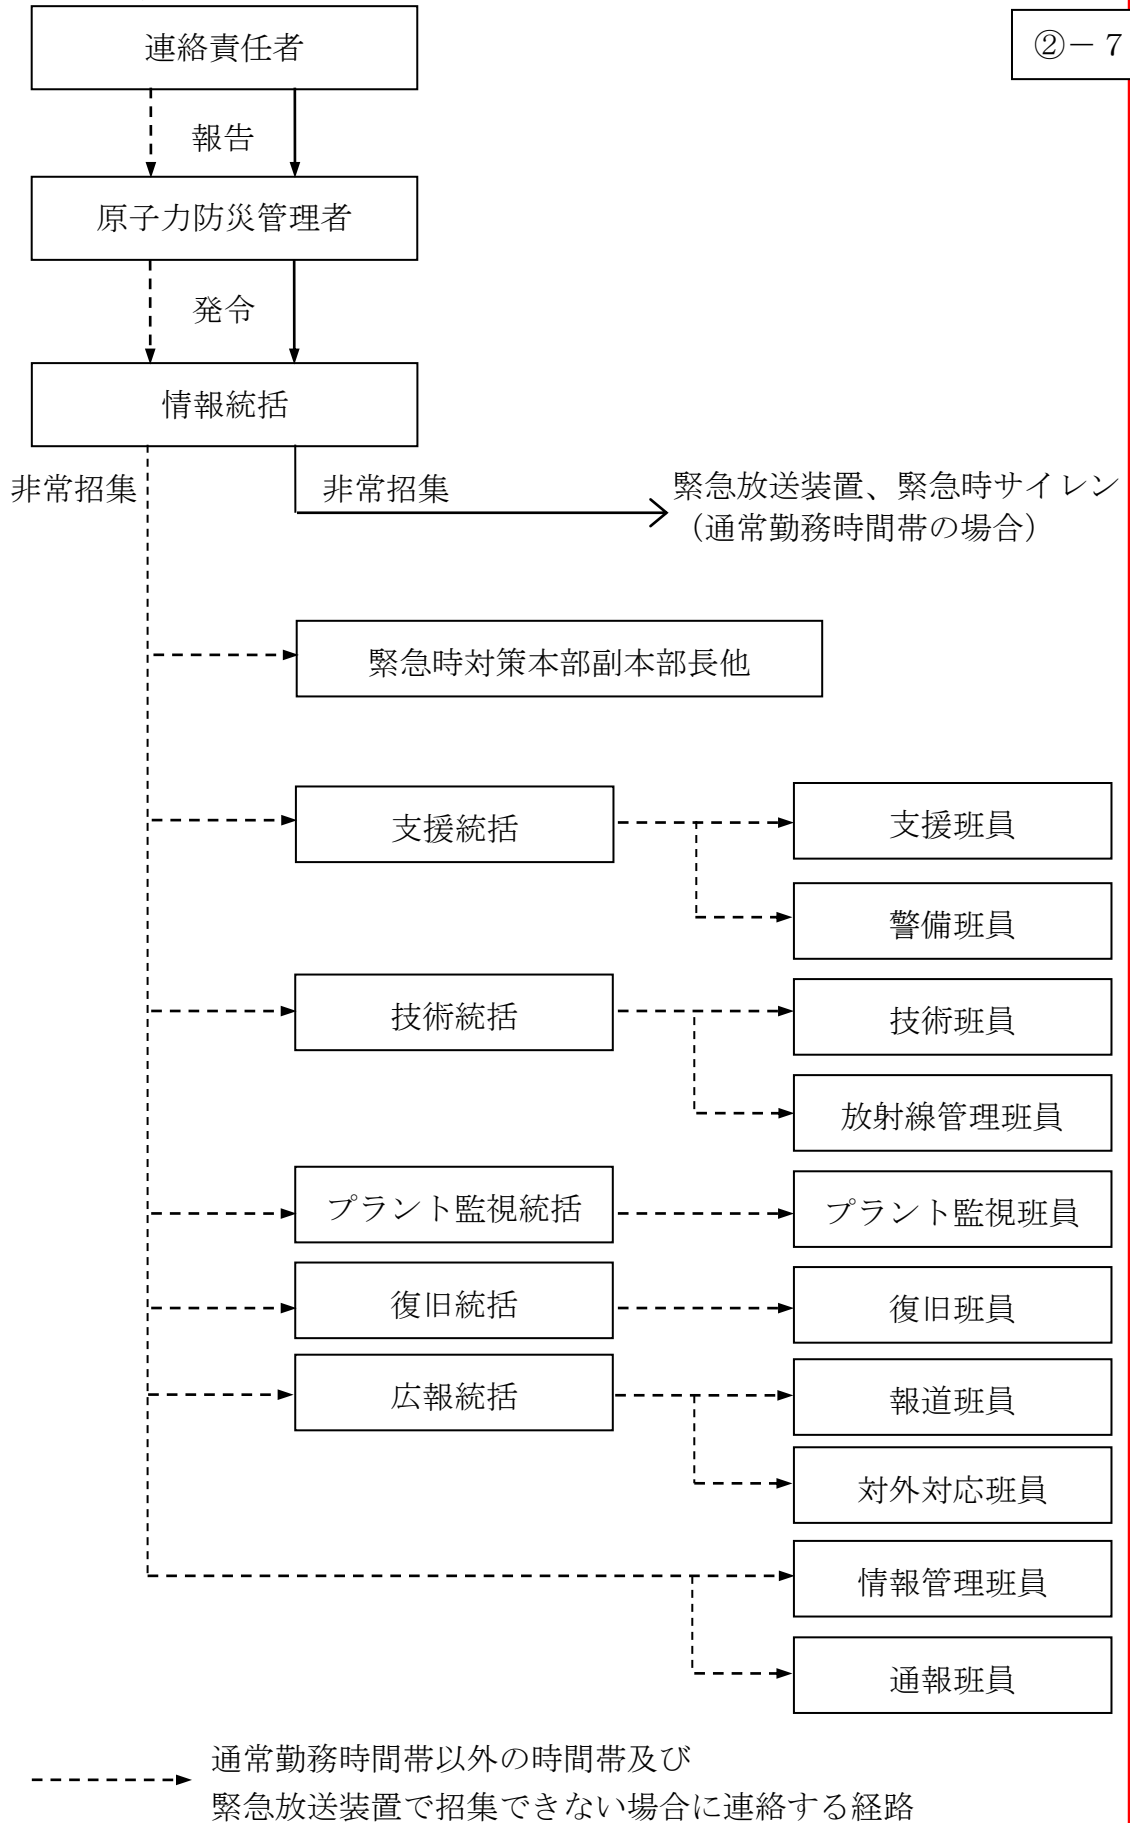 連絡責任者
②－７
報告
原子力防災管理者
発令
情報統括
非常招集
非常招集
緊急放送装置、緊急時サイレン
（通常勤務時間帯の場合）
緊急時対策本部副本部長他
支援統括
支援班員
警備班員
技術統括
技術班員
放射線管理班員
プラント監視統括
プラント監視班員
復旧統括
復旧班員
広報統括
報道班員
対外対応班員
情報管理班員
通報班員
通常勤務時間帯以外の時間帯及び
緊急放送装置で招集できない場合に連絡する経路